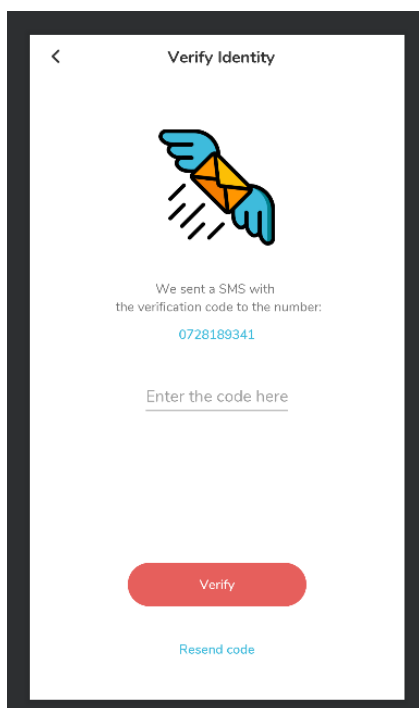 Verify Identity
We sent a SMS with
the verification code to the number:
0728189341
Enter the code here
Verify
Resend code